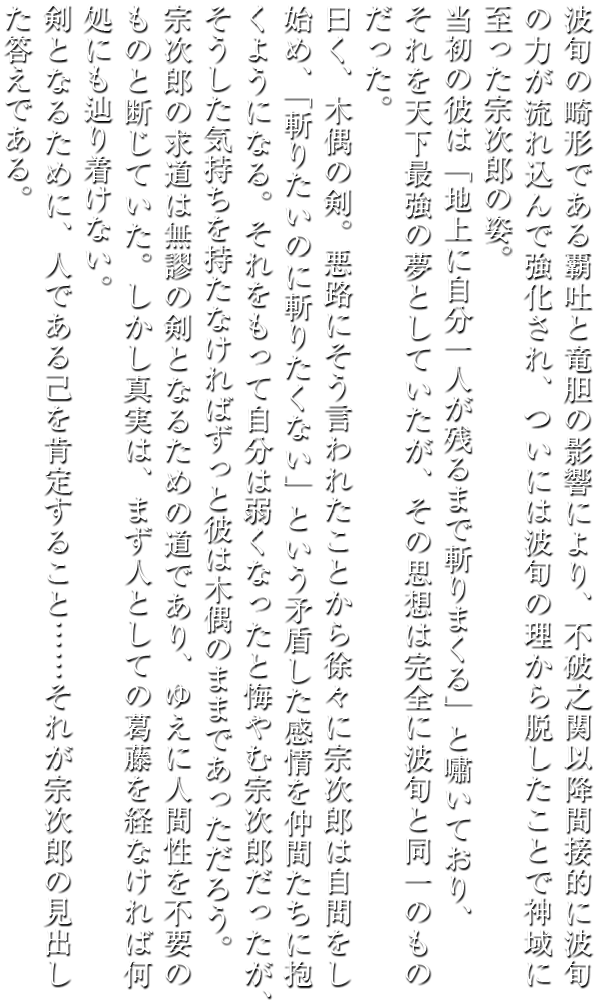 波旬の畸形である覇吐と竜胆の影響により、不破之関以降間接的に波旬
の力が流れ込んで強化され、ついには波旬の理から脱したことで神域に
至った宗次郎の姿。
当初の彼は「地上に自分一人が残るまで斬りまくる」と嘯いており、
それを天下最強の夢としていたが、その思想は完全に波旬と同一のもの
だった。
曰く、木偶の剣。悪路にそう言われたことから徐々に宗次郎は自問をし
始め、「斬りたいのに斬りたくない」という矛盾した感情を仲間たちに抱
くようになる。それをもって自分は弱くなったと悔やむ宗次郎だったが、
そうした気持ちを持たなければずっと彼は木偶のままであっただろう。
宗次郎の求道は無謬の剣となるための道であり、ゆえに人間性を不要の
ものと断じていた。しかし真実は、まず人としての葛藤を経なければ何
処にも辿り着けない。
剣となるために、人である己を肯定すること……それが宗次郎の見出し
た答えである。